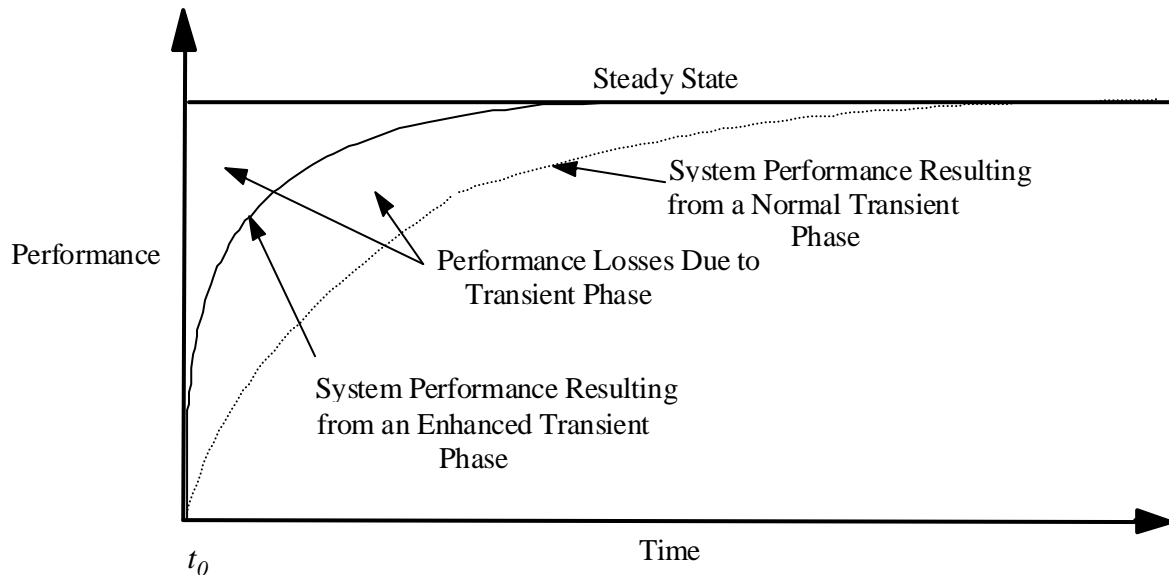 Steady State
System Performance Resulting
from a Normal Transient
Phase
Performance
Performance Losses Due to
Transient Phase
System Performance Resulting
from an Enhanced Transient
Phase
t0
Time